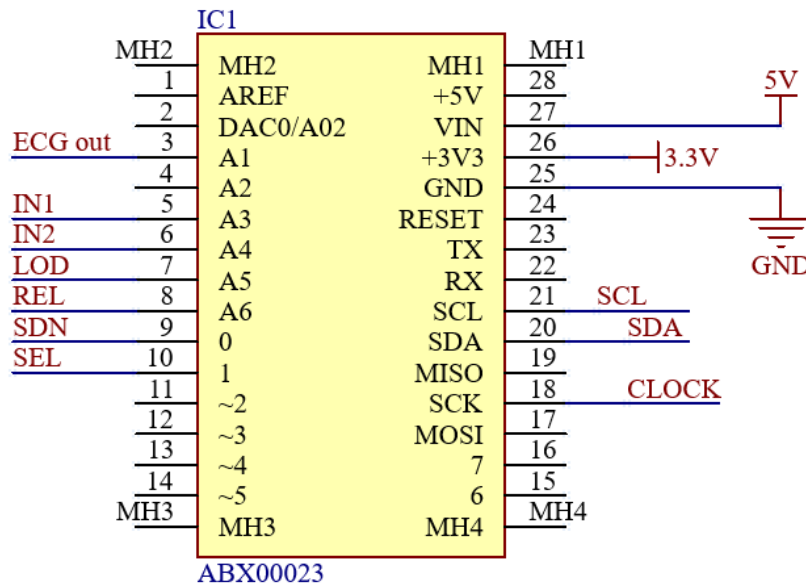 IC1
MH2 MH2 MH1 MH1
1 AREF +5V 28 5V
2 DAC0/A02 VIN 27
ECG out 3 A1 +3V3 26 3.3V
4 A2 GND 25
IN1 5 A3 RESET 24
IN2 6 A4 TX 23
LOD 7 A5 RX 22 GND
REL 8 A6 SCL 21 SCL
SDN 9 0 SDA 20 SDA
SEL 10 1 MISO 19
11 ~2 SCK 18 CLOCK
12 ~3 MOSI 17
13 ~4 7 16
14 ~5 6 15
MH3 MH3 MH4 MH4
ABX00023